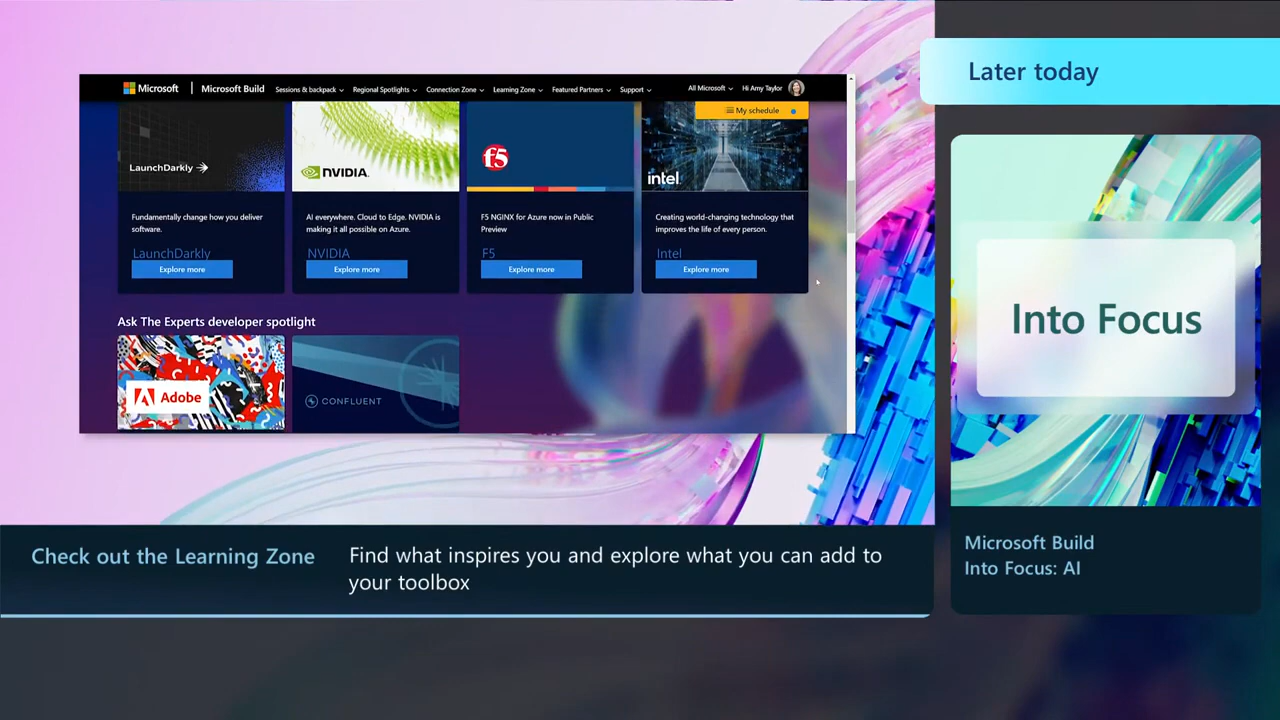 Microsoft | Microsoft Build Sessions & backpack Regional Spotlights Connection Zone Learning Zone Featured Partners Support All Microsoft Hi Amy Taylor
My schedule
LaunchDarkly
NVIDIA.
f5
intel
Fundamentally change how you deliver
software.
LaunchDarkly
Explore more
AI everywhere. Cloud to Edge. NVIDIA is
making it all possible on Azure.
NVIDIA
Explore more
F5 NGINX for Azure now in Public
Preview
F5
Explore more
Creating world-changing technology that
improves the life of every person.
Intel
Explore more
Ask The Experts developer spotlight
Adobe
CONFLUENT
Later today
Into Focus
Microsoft Build
Into Focus: AI
Check out the Learning Zone
Find what inspires you and explore what you can add to
your toolbox